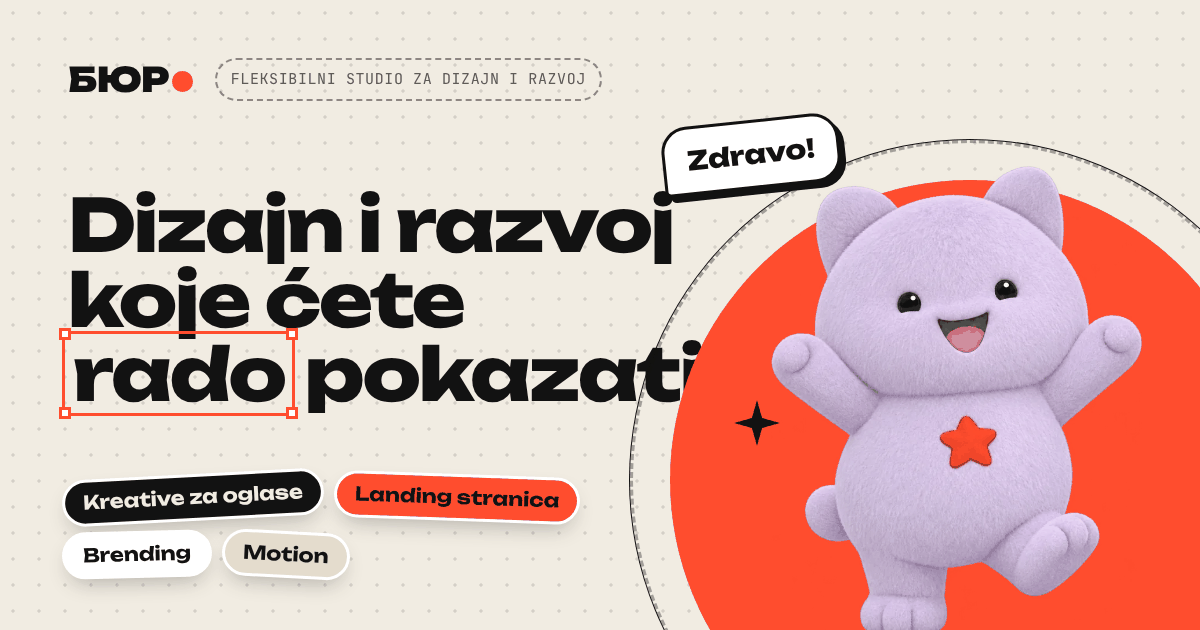 БЮР
FLEKSIBILNI STUDIO ZA DIZAJN I RAZVOJ
Zdravo!
Dizajn i razvoj
koje ćete
rado pokazati
Kreative za oglase
Landing stranica
Brending
Motion